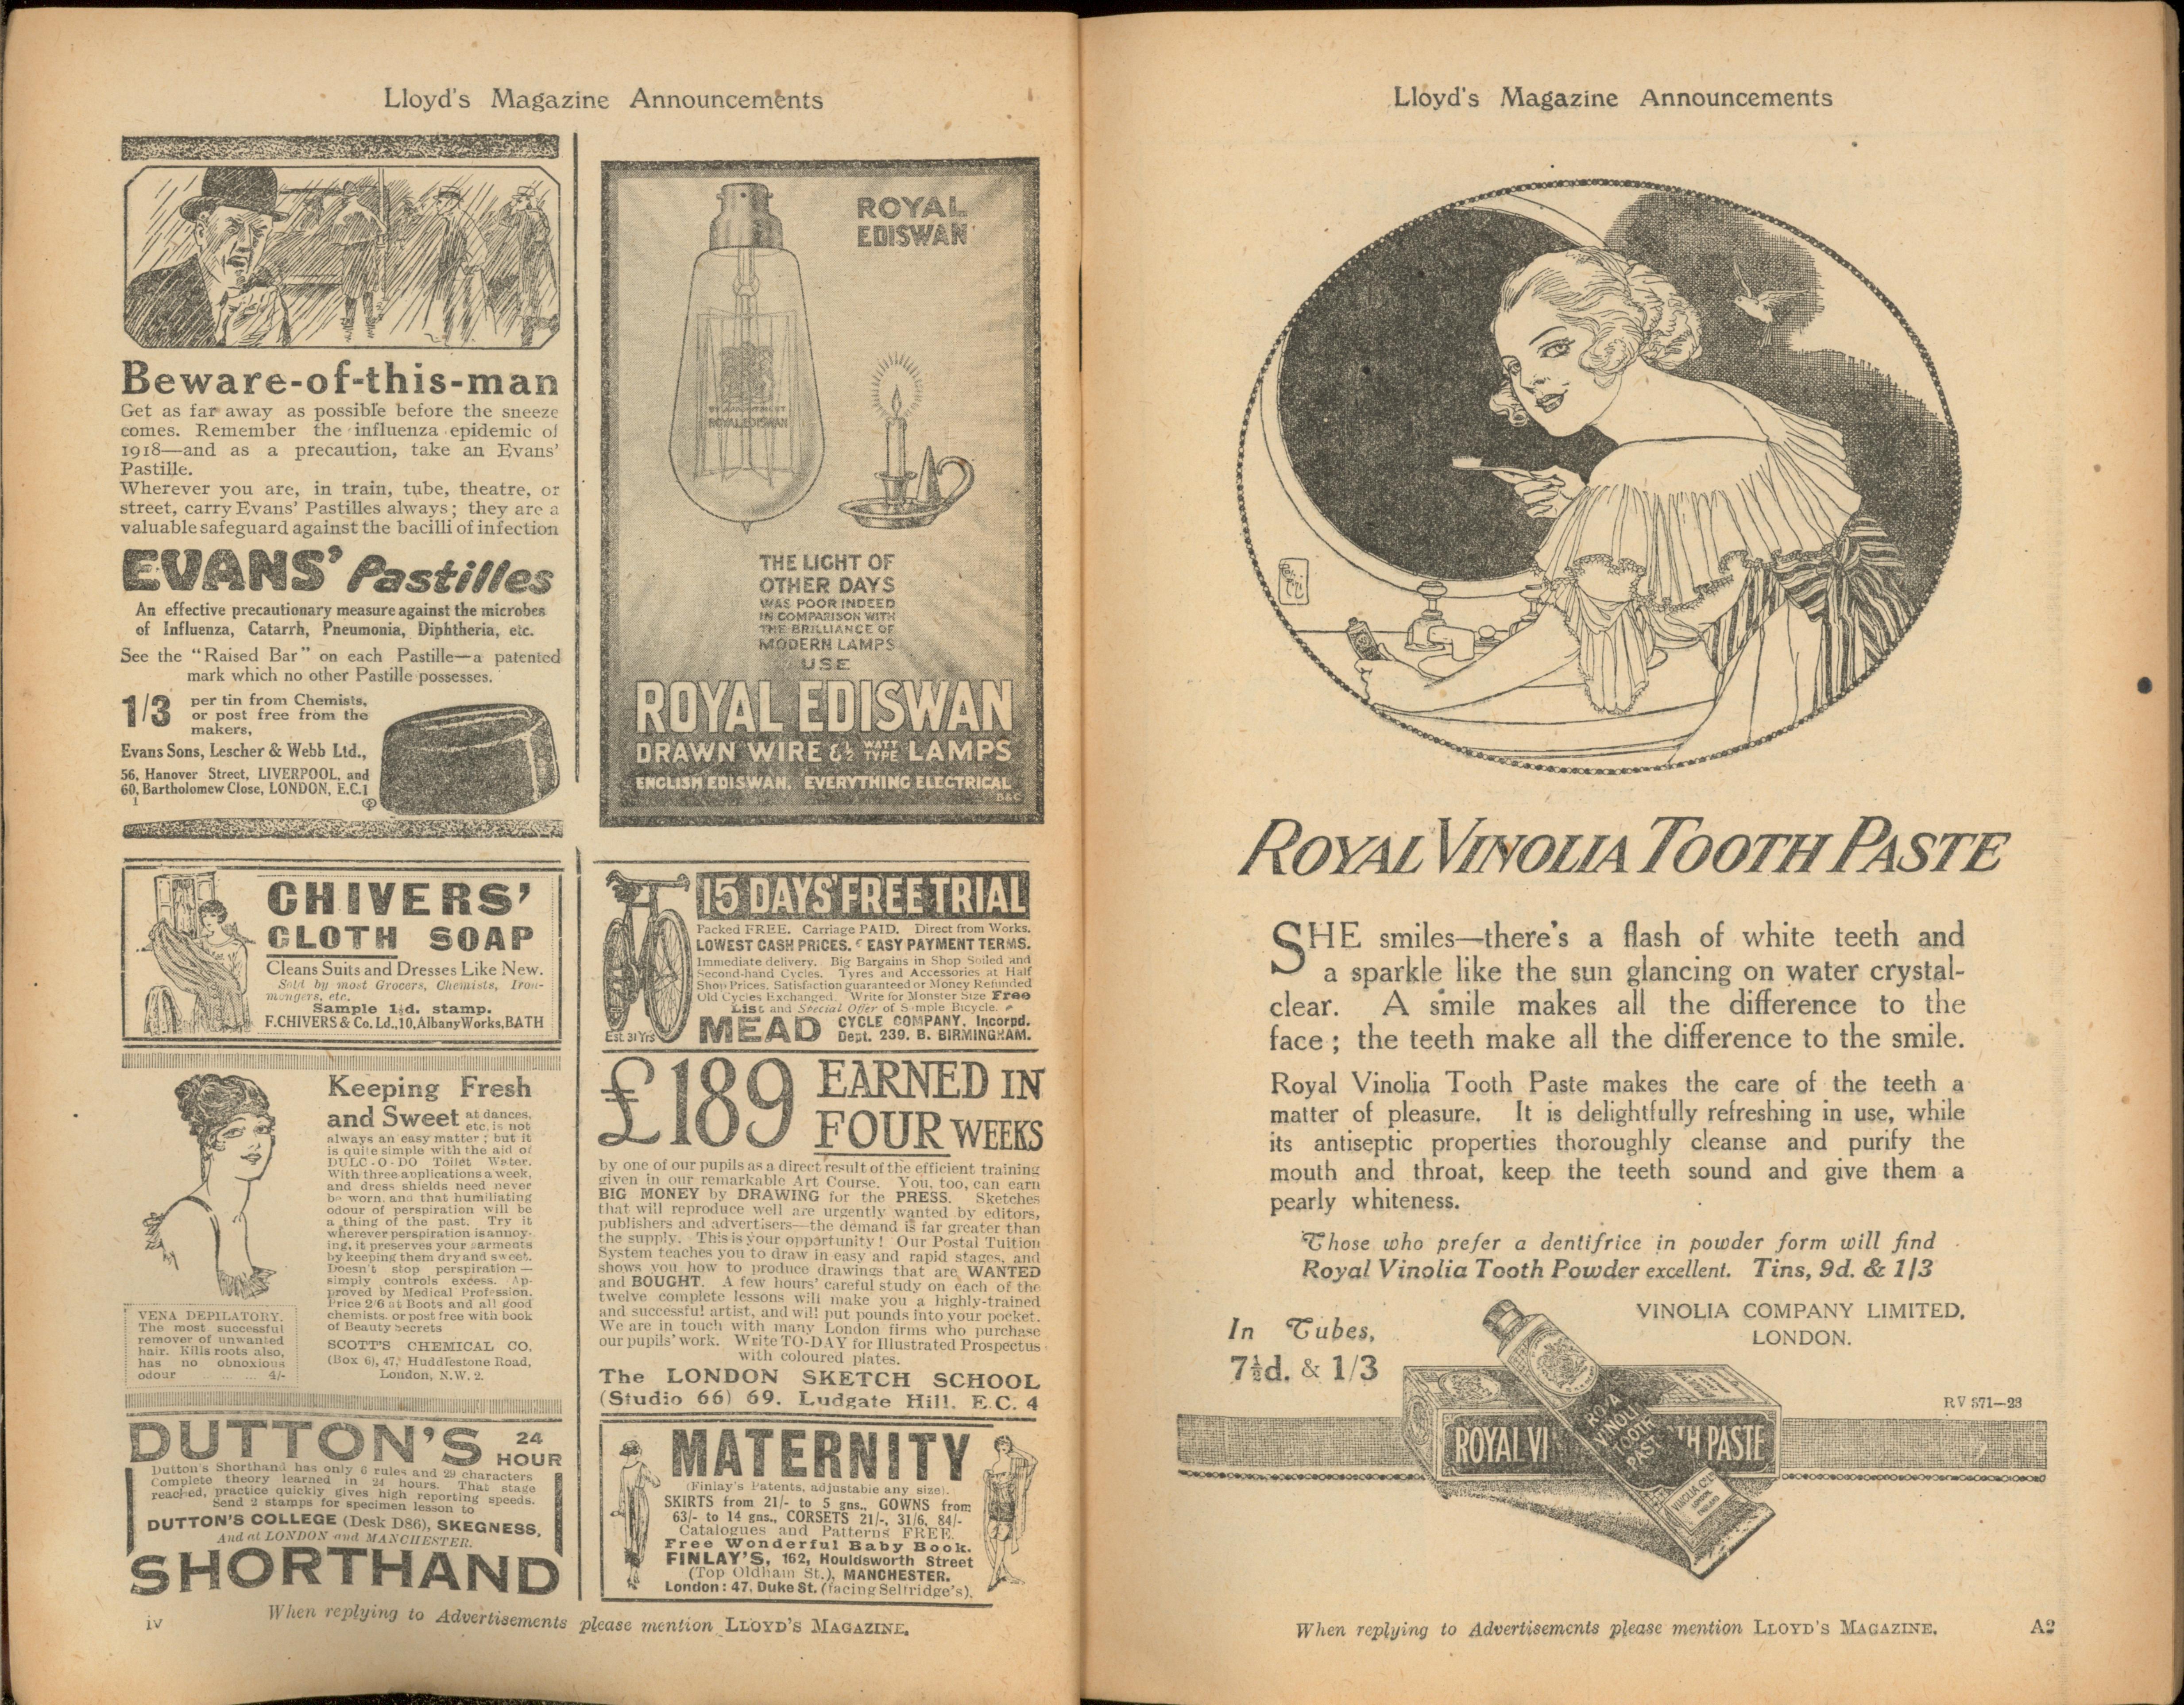 Lloyd's Magazine Announcements
Beware-of-this-man
Get as far away as possible before the sneeze
comes. Remember the influenza epidemic of
1918—and as a precaution, take an Evans'
Pastille.
Wherever you are, in train, tube, theatre, or
street, carry Evans' Pastilles always; they are a
valuable safeguard against the bacilli of infection
EVANS' Pastilles
An effective precautionary measure against the microbes
of Influenza, Catarrh, Pneumonia, Diphtheria, etc.
See the "Raised Bar" on each Pastille—a patented
mark which no other Pastille possesses.
1/3 per tin from Chemists,
or post free from the
makers,
Evans Sons, Lescher & Webb Ltd.,
56, Hanover Street, LIVERPOOL, and
60, Bartholomew Close, LONDON, E.C.1
ROYAL
EDISWAN
BY APPOINTMENT
ROYAL EDISWAN
THE LIGHT OF
OTHER DAYS
WAS POOR INDEED
IN COMPARISON WITH
THE BRILLIANCE OF
MODERN LAMPS
USE
ROYAL EDISWAN
DRAWN WIRE & ½ WATT TYPE LAMPS
ENGLISH EDISWAN. EVERYTHING ELECTRICAL
B&C
CHIVERS'
CLOTH SOAP
Cleans Suits and Dresses Like New.
Sold by most Grocers, Chemists, Iron-
mongers, etc.
Sample 1½d. stamp.
F. CHIVERS & Co. Ld., 10, Albany Works, BATH
Keeping Fresh
and Sweet at dances,
etc. is not
always an easy matter; but it
is quite simple with the aid of
DULC-O-DO Toilet Water.
With three applications a week,
and dress shields need never
be worn, and that humiliating
odour of perspiration will be
a thing of the past. Try it
wherever perspiration is annoy-
ing, it preserves your garments
by keeping them dry and sweet.
Doesn't stop perspiration—
simply controls excess. Ap-
proved by Medical Profession.
Price 2/6 at Boots and all good
chemists, or post free with book
of Beauty Secrets
SCOTT'S CHEMICAL CO.
(Box 6), 47, Huddlestone Road,
London, N.W. 2.
VENA DEPILATORY.
The most successful
remover of unwanted
hair. Kills roots also,
has no obnoxious
odour ... ... ... 4/-
DUTTON'S 24
HOUR
Dutton's Shorthand has only 6 rules and 29 characters
Complete theory learned in 24 hours. That stage
reached, practice quickly gives high reporting speeds.
Send 2 stamps for specimen lesson to
DUTTON'S COLLEGE (Desk D86), SKEGNESS,
And at LONDON and MANCHESTER.
SHORTHAND
15 DAYS' FREE TRIAL
Packed FREE. Carriage PAID. Direct from Works.
LOWEST CASH PRICES. EASY PAYMENT TERMS.
Immediate delivery. Big Bargains in Shop Soiled and
Second-hand Cycles. Tyres and Accessories at Half
Shop Prices. Satisfaction guaranteed or Money Refunded
Old Cycles Exchanged. Write for Monster Size Free
List and Special Offer of Sample Bicycle.
Est. 31 Yrs
MEAD CYCLE COMPANY, Incorpd.
Dept. 239. B. BIRMINGHAM.
£189 EARNED IN
FOUR WEEKS
by one of our pupils as a direct result of the efficient training
given in our remarkable Art Course. You, too, can earn
BIG MONEY by DRAWING for the PRESS. Sketches
that will reproduce well are urgently wanted by editors,
publishers and advertisers—the demand is far greater than
the supply. This is your opportunity! Our Postal Tuition
System teaches you to draw in easy and rapid stages, and
shows you how to produce drawings that are WANTED
and BOUGHT. A few hours' careful study on each of the
twelve complete lessons will make you a highly-trained
and successful artist, and will put pounds into your pocket.
We are in touch with many London firms who purchase
our pupils' work. Write TO-DAY for Illustrated Prospectus
with coloured plates.
The LONDON SKETCH SCHOOL
(Studio 66) 69, Ludgate Hill. E.C. 4
MATERNITY
(Finlay's Patents, adjustable any size).
SKIRTS from 21/- to 5 gns., GOWNS from
63/- to 14 gns., CORSETS 21/-, 31/6, 84/-
Catalogues and Patterns FREE.
Free Wonderful Baby Book.
FINLAY'S, 162, Houldsworth Street
(Top Oldham St.), MANCHESTER.
London: 47, Duke St. (facing Selfridge's).
iv When replying to Advertisements please mention LLOYD'S MAGAZINE.
Lloyd's Magazine Announcements
ROYAL VINOLIA TOOTH PASTE
SHE smiles—there's a flash of white teeth and
a sparkle like the sun glancing on water crystal-
clear. A smile makes all the difference to the
face; the teeth make all the difference to the smile.
Royal Vinolia Tooth Paste makes the care of the teeth a
matter of pleasure. It is delightfully refreshing in use, while
its antiseptic properties thoroughly cleanse and purify the
mouth and throat, keep the teeth sound and give them a
pearly whiteness.
Those who prefer a dentifrice in powder form will find
Royal Vinolia Tooth Powder excellent. Tins, 9d. & 1/3
In Tubes,
7½d. & 1/3
VINOLIA COMPANY LIMITED,
LONDON.
RV 371—23
ROYAL VI TH PASTE
ROYA
VINOLI
TOOTH
PAST
VINOLIA CO LD
LONDON
ENGLAND
When replying to Advertisements please mention LLOYD'S MAGAZINE. A2